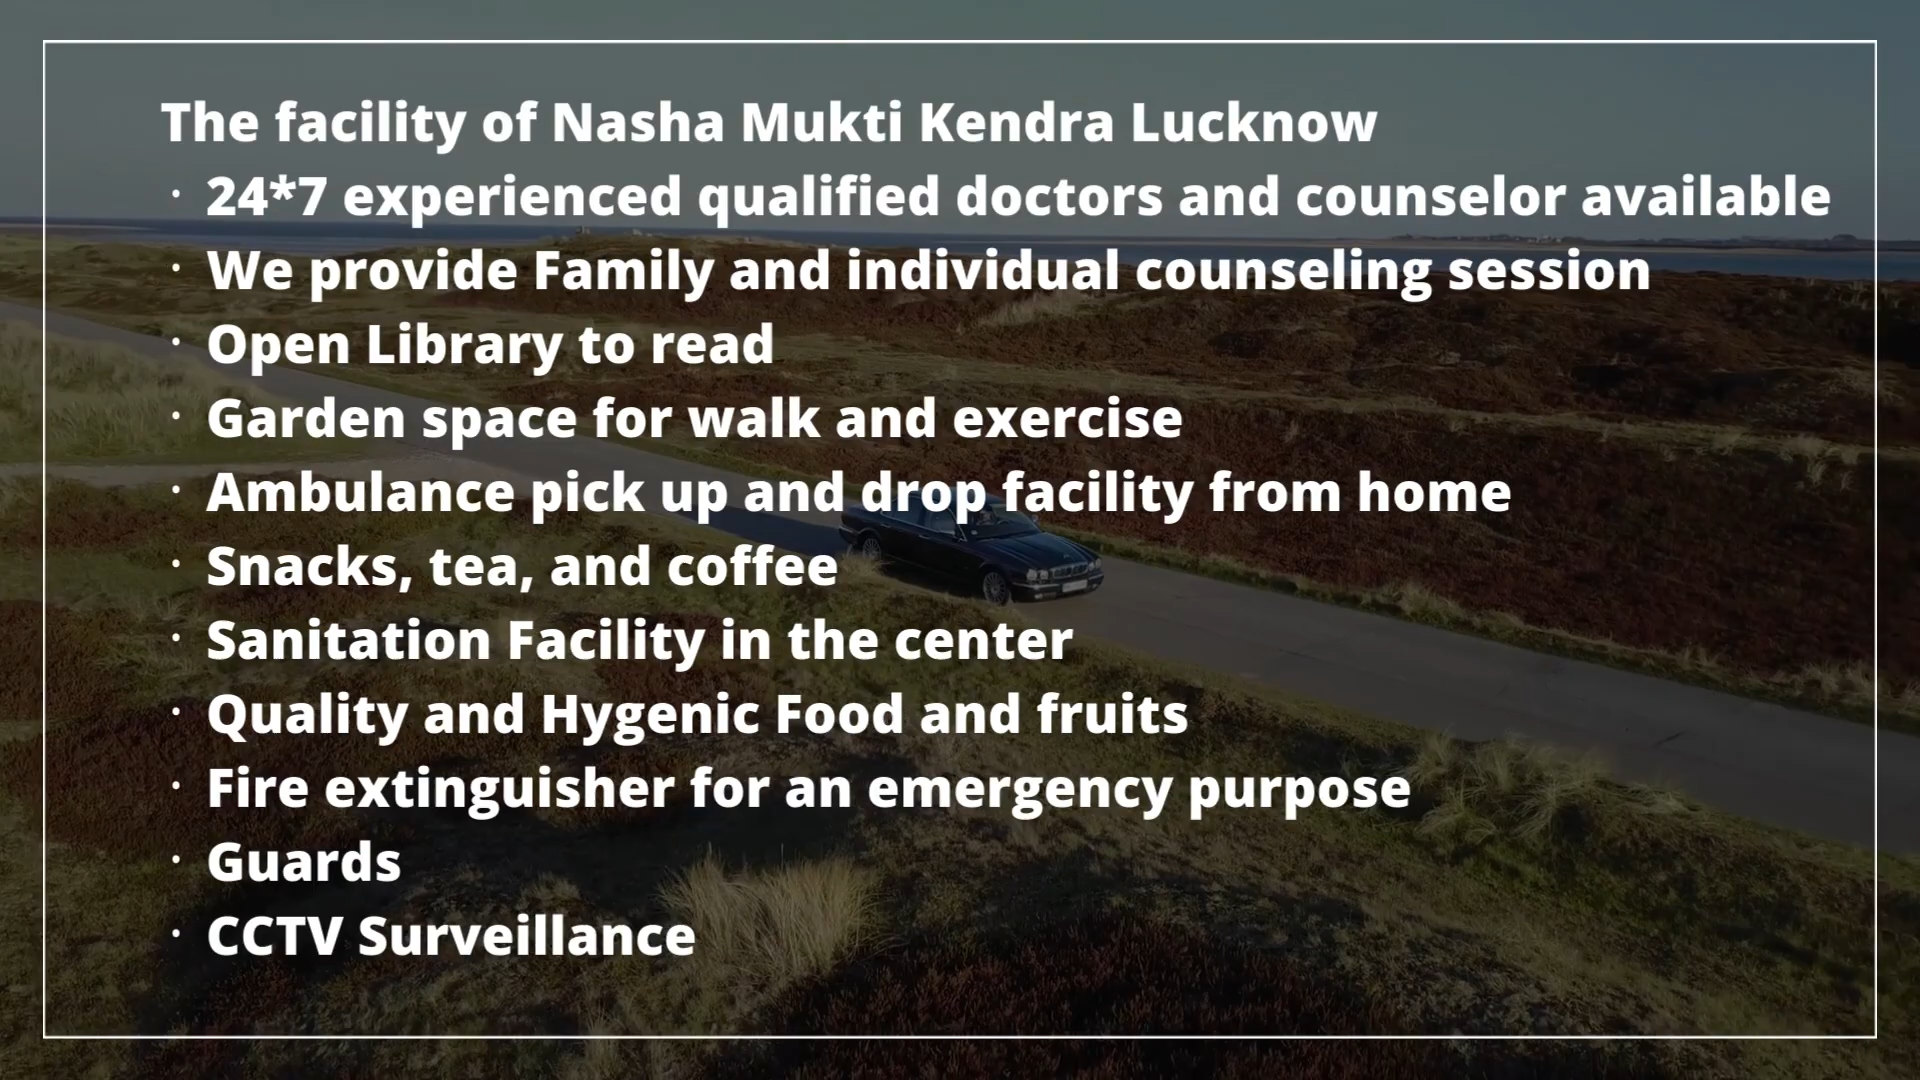 The facility of Nasha Mukti Kendra Lucknow
· 24*7 experienced qualified doctors and counselor available
· We provide Family and individual counseling session
· Open Library to read
· Garden space for walk and exercise
· Ambulance pick up and drop facility from home
· Snacks, tea, and coffee
· Sanitation Facility in the center
· Quality and Hygenic Food and fruits
· Fire extinguisher for an emergency purpose
· Guards
· CCTV Surveillance